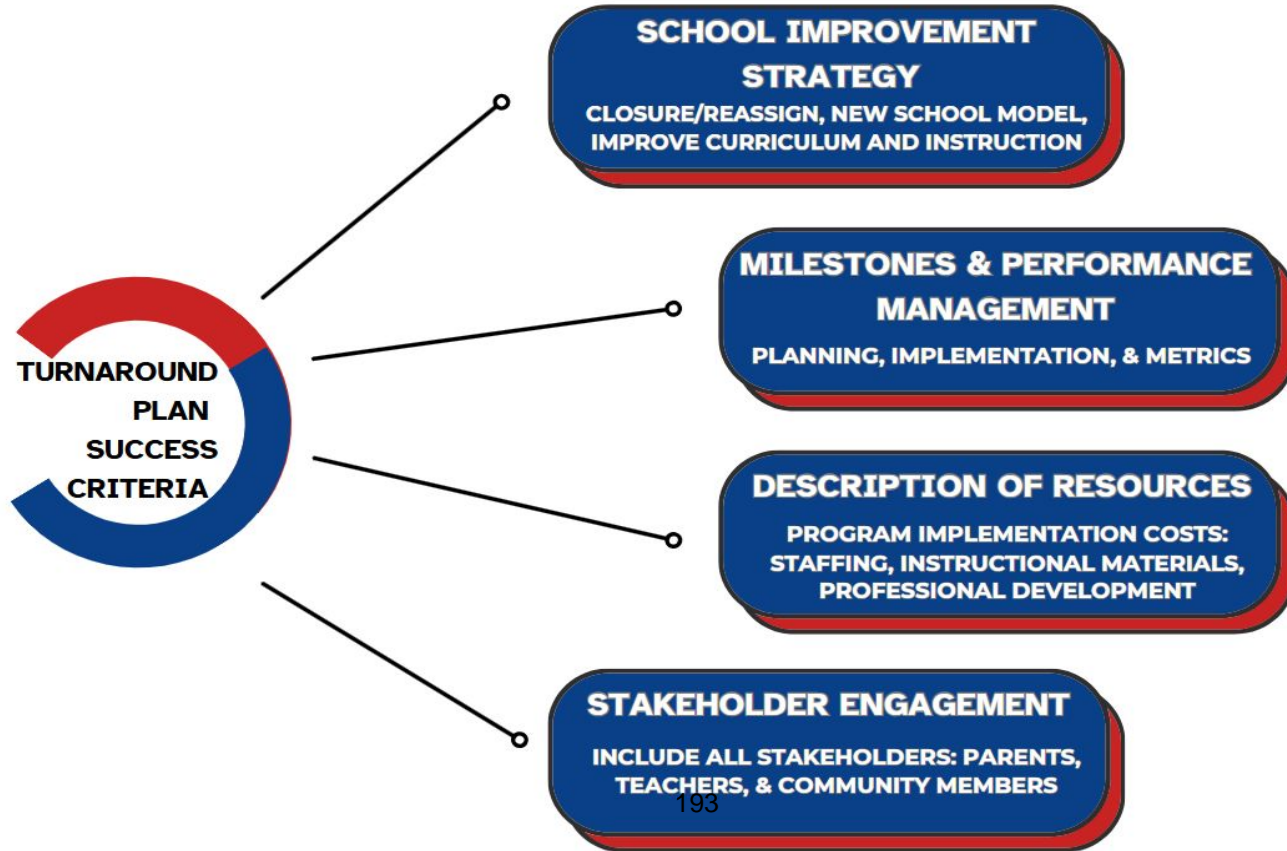 SCHOOL IMPROVEMENT
STRATEGY
CLOSURE/REASSIGN, NEW SCHOOL MODEL,
IMPROVE CURRICULUM AND INSTRUCTION
MILESTONES & PERFORMANCE
MANAGEMENT
PLANNING, IMPLEMENTATION, & METRICS
TURNAROUND
PLAN
SUCCESS
CRITERIA
DESCRIPTION OF RESOURCES
PROGRAM IMPLEMENTATION COSTS:
STAFFING, INSTRUCTIONAL MATERIALS,
PROFESSIONAL DEVELOPMENT
STAKEHOLDER ENGAGEMENT
INCLUDE ALL STAKEHOLDERS: PARENTS,
TEACHERS, & COMMUNITY MEMBERS
193